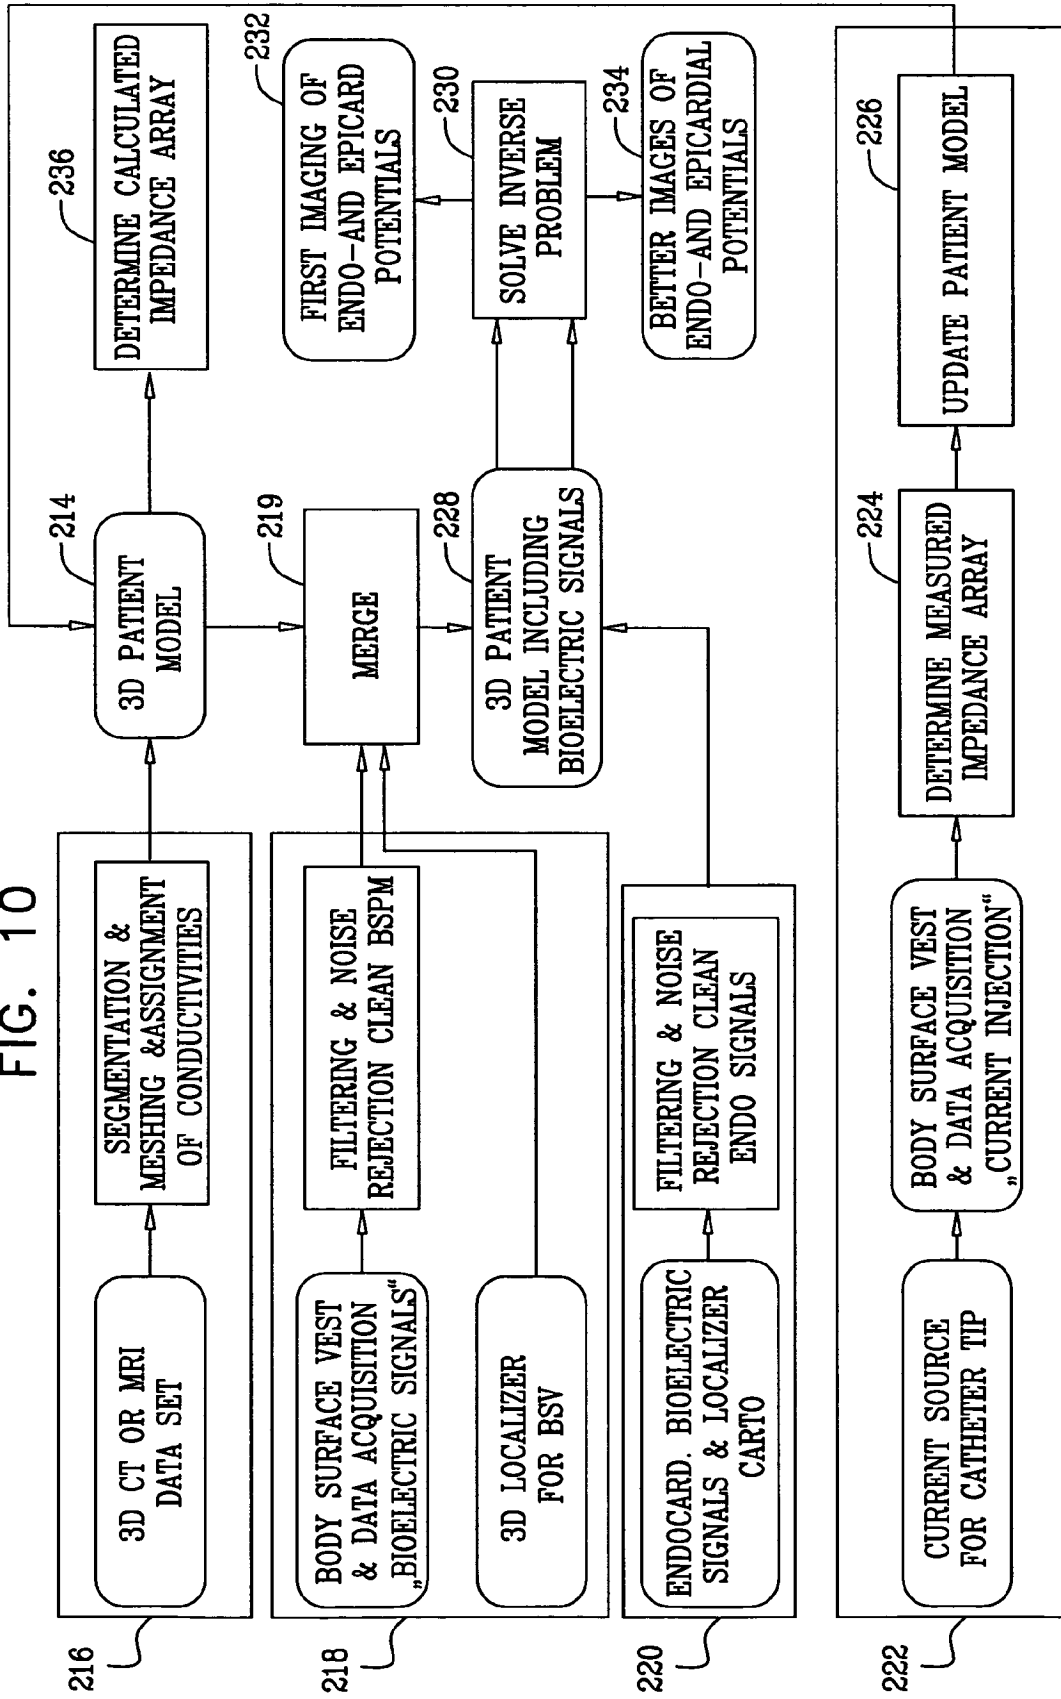 FIG. 10
216
3D CT OR MRI
DATA SET
SEGMENTATION &
MESHING &ASSIGNMENT
OF CONDUCTIVITIES
214
3D PATIENT
MODEL
236
DETERMINE CALCULATED
IMPEDANCE ARRAY
218
BODY SURFACE VEST
& DATA ACQUISITION
„BIOELECTRIC SIGNALS“
FILTERING & NOISE
REJECTION CLEAN BSPM
3D LOCALIZER
FOR BSV
219
MERGE
232
FIRST IMAGING OF
ENDO-AND EPICARD
POTENTIALS
228
3D PATIENT
MODEL INCLUDING
BIOELECTRIC SIGNALS
230
SOLVE INVERSE
PROBLEM
234
BETTER IMAGES OF
ENDO-AND EPICARDIAL
POTENTIALS
220
ENDOCARD. BIOELECTRIC
SIGNALS & LOCALIZER
CARTO
FILTERING & NOISE
REJECTION CLEAN
ENDO SIGNALS
222
CURRENT SOURCE
FOR CATHETER TIP
BODY SURFACE VEST
& DATA ACQUISITION
„CURRENT INJECTION“
224
DETERMINE MEASURED
IMPEDANCE ARRAY
226
UPDATE PATIENT MODEL